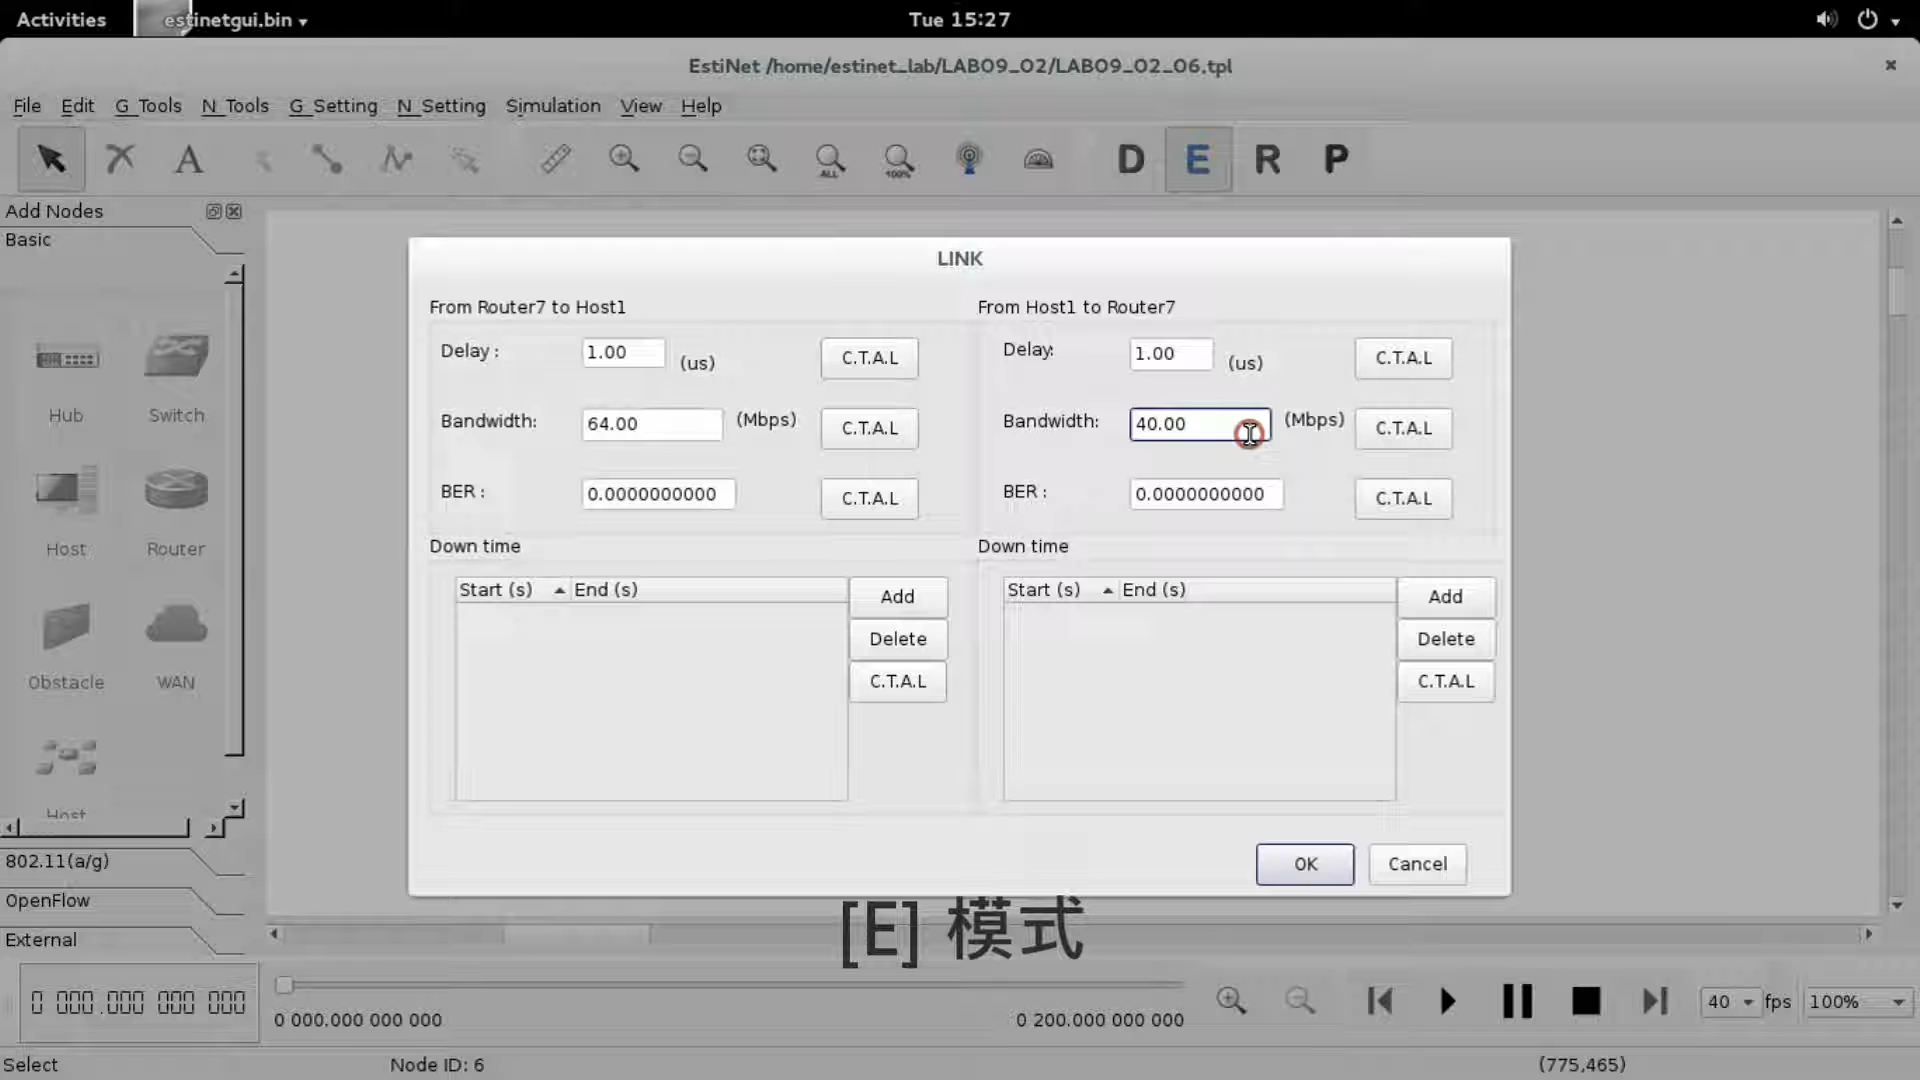 Activities estinetgui.bin Tue 15:27
EstiNet /home/estinet_lab/LAB09_02/LAB09_02_06.tpl
File Edit G_Tools N_Tools G_Setting N_Setting Simulation View Help
A ALL 100% D E R P
Add Nodes
Basic
Hub Switch
Host Router
Obstacle WAN
Host
802.11(a/g)
OpenFlow
External
LINK
From Router7 to Host1
Delay : 1.00 (us) C.T.A.L
Bandwidth: 64.00 (Mbps) C.T.A.L
BER : 0.0000000000 C.T.A.L
Down time
Start (s) End (s)
Add
Delete
C.T.A.L
From Host1 to Router7
Delay: 1.00 (us) C.T.A.L
Bandwidth: 40.00 (Mbps) C.T.A.L
BER : 0.0000000000 C.T.A.L
Down time
Start (s) End (s)
Add
Delete
C.T.A.L
OK Cancel
[E] 模式
0 000.000 000 000
0 000.000 000 000 0 200.000 000 000
40 fps 100%
Select Node ID: 6 (775,465)